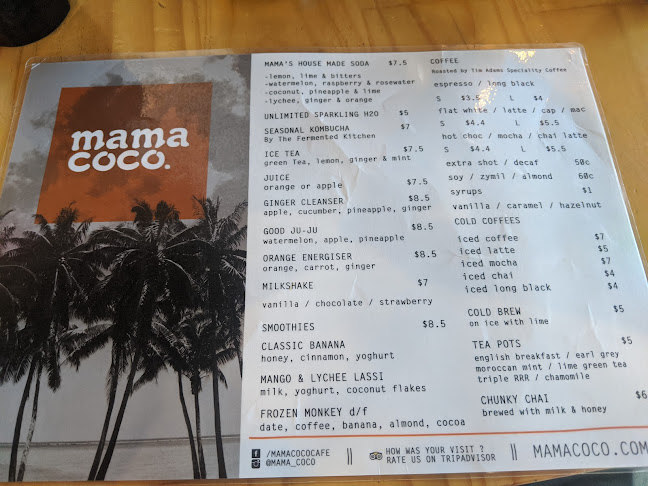 mama
coco.
MAMA'S HOUSE MADE SODA $7.5
-lemon, lime & bitters
-watermelon, raspberry & rosewater
-coconut, pineapple & lime
-lychee, ginger & orange
UNLIMITED SPARKLING H2O $5
SEASONAL KOMBUCHA $7
By The Fermented Kitchen
ICE TEA $7.5
green Tea, lemon, ginger & mint
JUICE $7.5
orange or apple
GINGER CLEANSER $8.5
apple, cucumber, pineapple, ginger
GOOD JU-JU $8.5
watermelon, apple, pineapple
ORANGE ENERGISER $8.5
orange, carrot, ginger
MILKSHAKE $7
vanilla / chocolate / strawberry
SMOOTHIES $8.5
CLASSIC BANANA
honey, cinnamon, yoghurt
MANGO & LYCHEE LASSI
milk, yoghurt, coconut flakes
FROZEN MONKEY d/f
date, coffee, banana, almond, cocoa
COFFEE
Roasted by Tim Adams Speciality Coffee
espresso / long black
S $3.5 L $4
flat white / latte / cap / mac
S $4.4 L $5.5
hot choc / mocha / chai latte
S $4.4 L $5.5
extra shot / decaf 50c
soy / zymil / almond 60c
syrups $1
vanilla / caramel / hazelnut
COLD COFFEES
iced coffee $7
iced latte $5
iced mocha $7
iced chai $4
iced long black $4
COLD BREW $5
on ice with lime
TEA POTS $5
english breakfast / earl grey
moroccan mint / lime green tea
triple RRR / chamomile
CHUNKY CHAI $6
brewed with milk & honey
/MAMACOCOCAFE
@MAMA_COCO
HOW WAS YOUR VISIT ?
RATE US ON TRIPADVISOR
MAMACOCO.COM